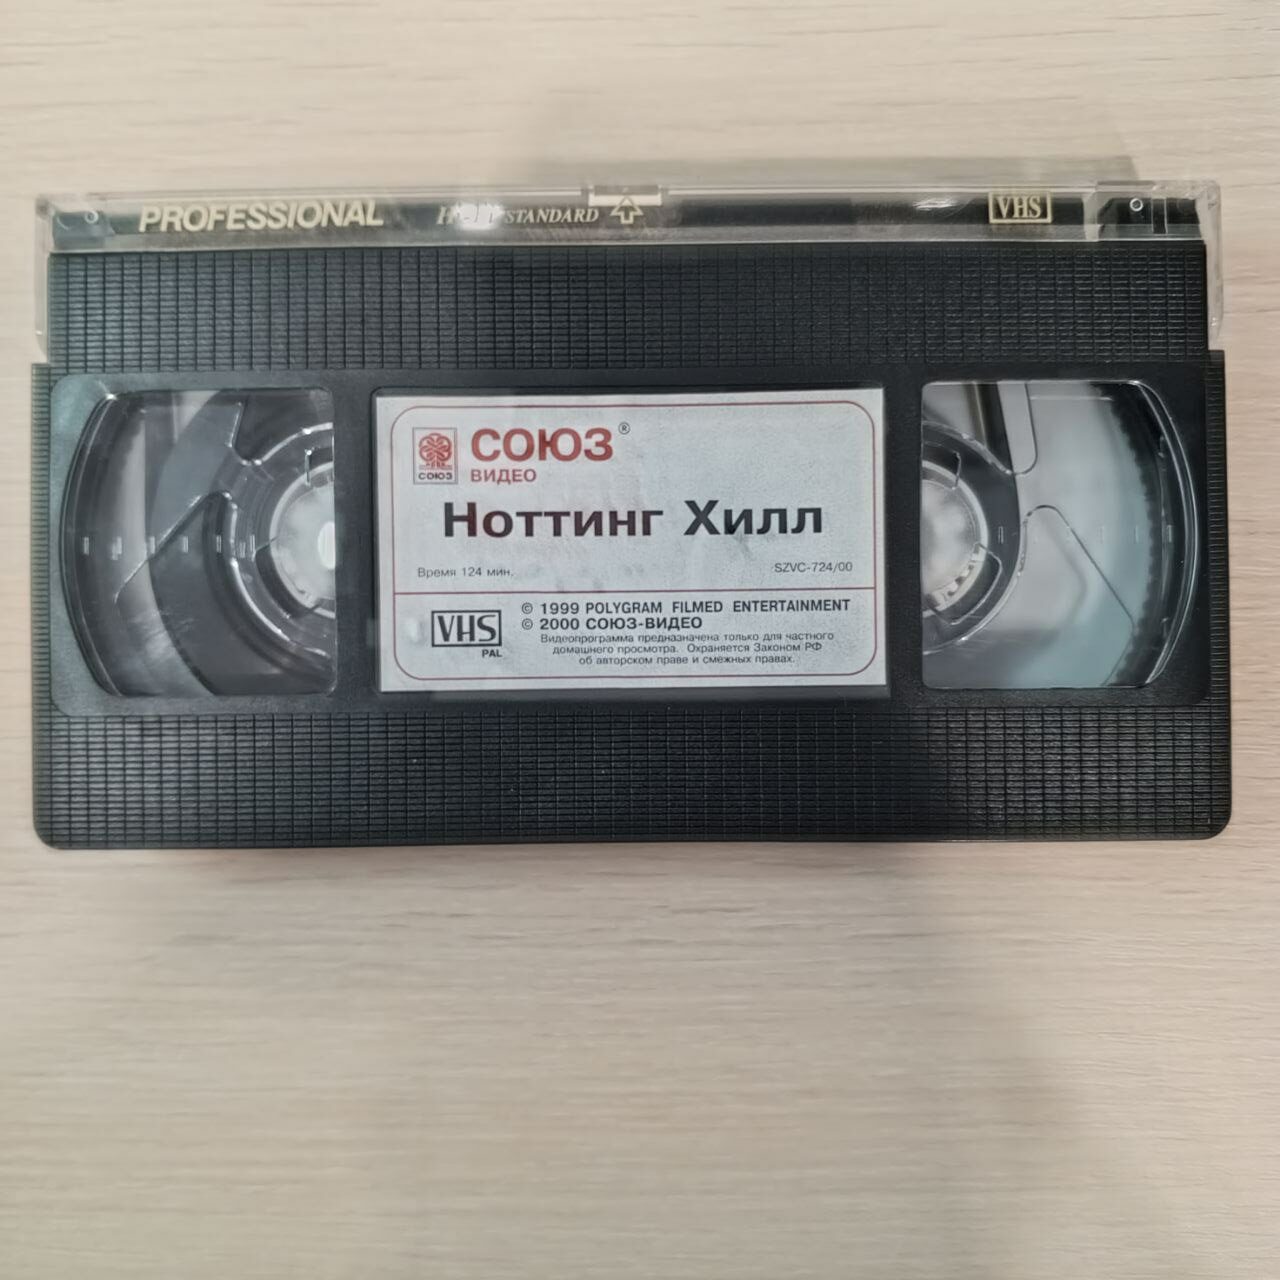 PROFESSIONAL STANDARD VHS
СОЮЗ
СОЮЗ®
ВИДЕО
Ноттинг Хилл
Время 124 мин. SZVC-724/00
VHS
PAL
© 1999 POLYGRAM FILMED ENTERTAINMENT
© 2000 СОЮЗ-ВИДЕО
Видеопрограмма предназначена только для частного
домашнего просмотра. Охраняется Законом РФ
об авторском праве и смежных правах.